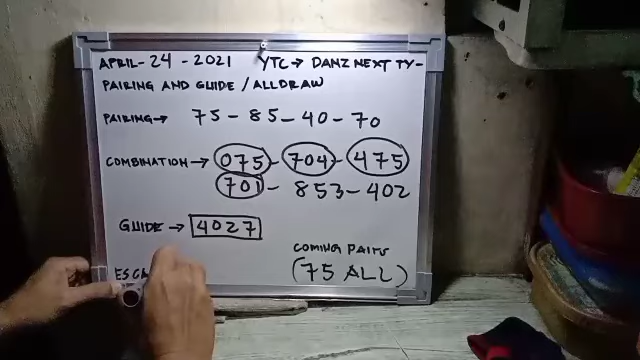 APRIL-24-2021 YTC→ DANZ NEXT TY-
PAIRING AND GUIDE / ALLDRAW
PAIRING→ 75-85-40-70
COMBINATION→ 075-704-475
701-853-402
GUIDE→ 4027
COMING PAIRS
(75 ALL)
ESCA